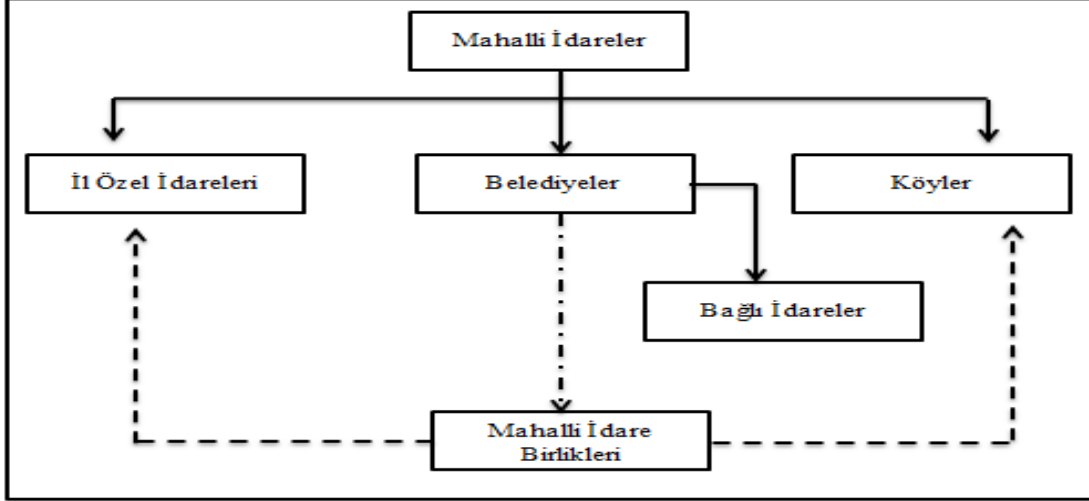 Mahalli İdareler
İl Özel İdareleri
Belediyeler
Köyler
Bağlı İdareler
Mahalli İdare
Birlikleri